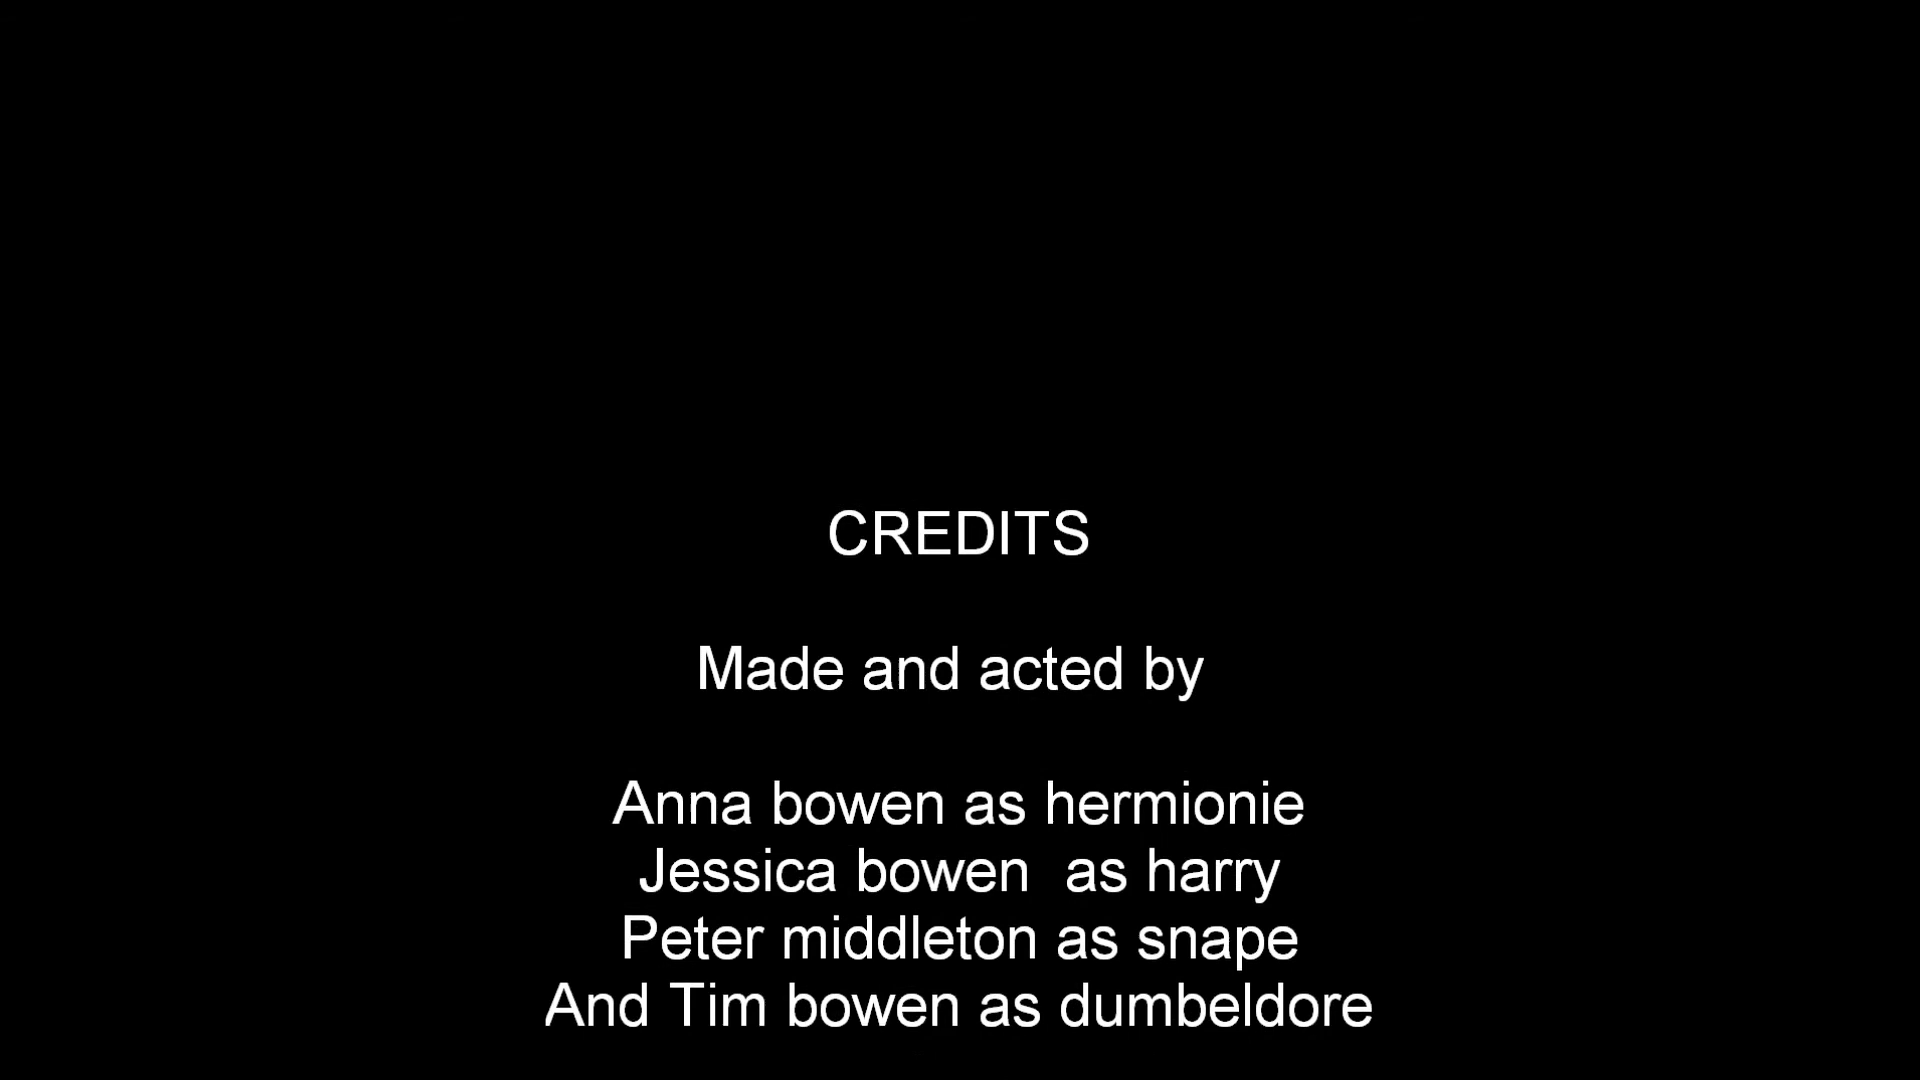 CREDITS
Made and acted by
Anna bowen as hermionie
Jessica bowen  as harry
Peter middleton as snape
And Tim bowen as dumbeldore